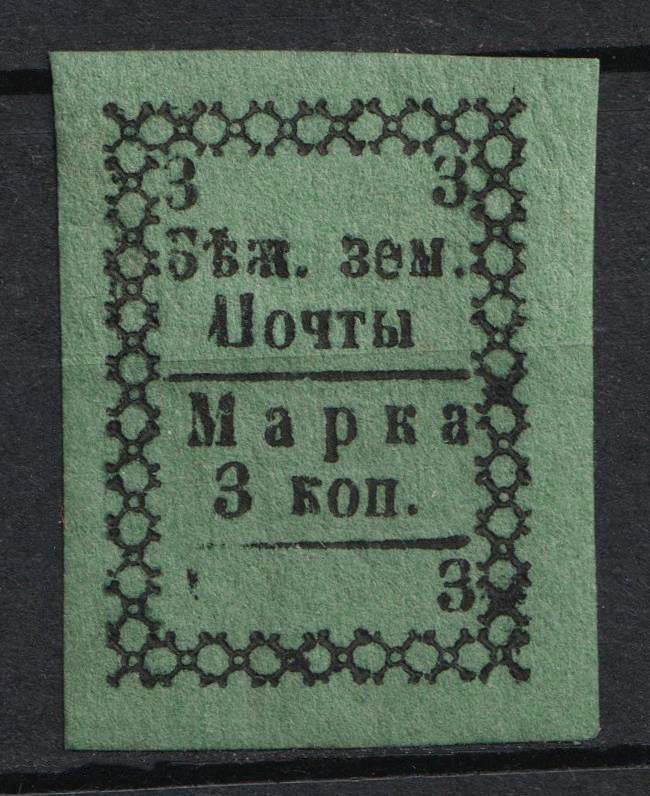 3 3
Бѣж. зем.
Почты
Марка
3 коп.
3